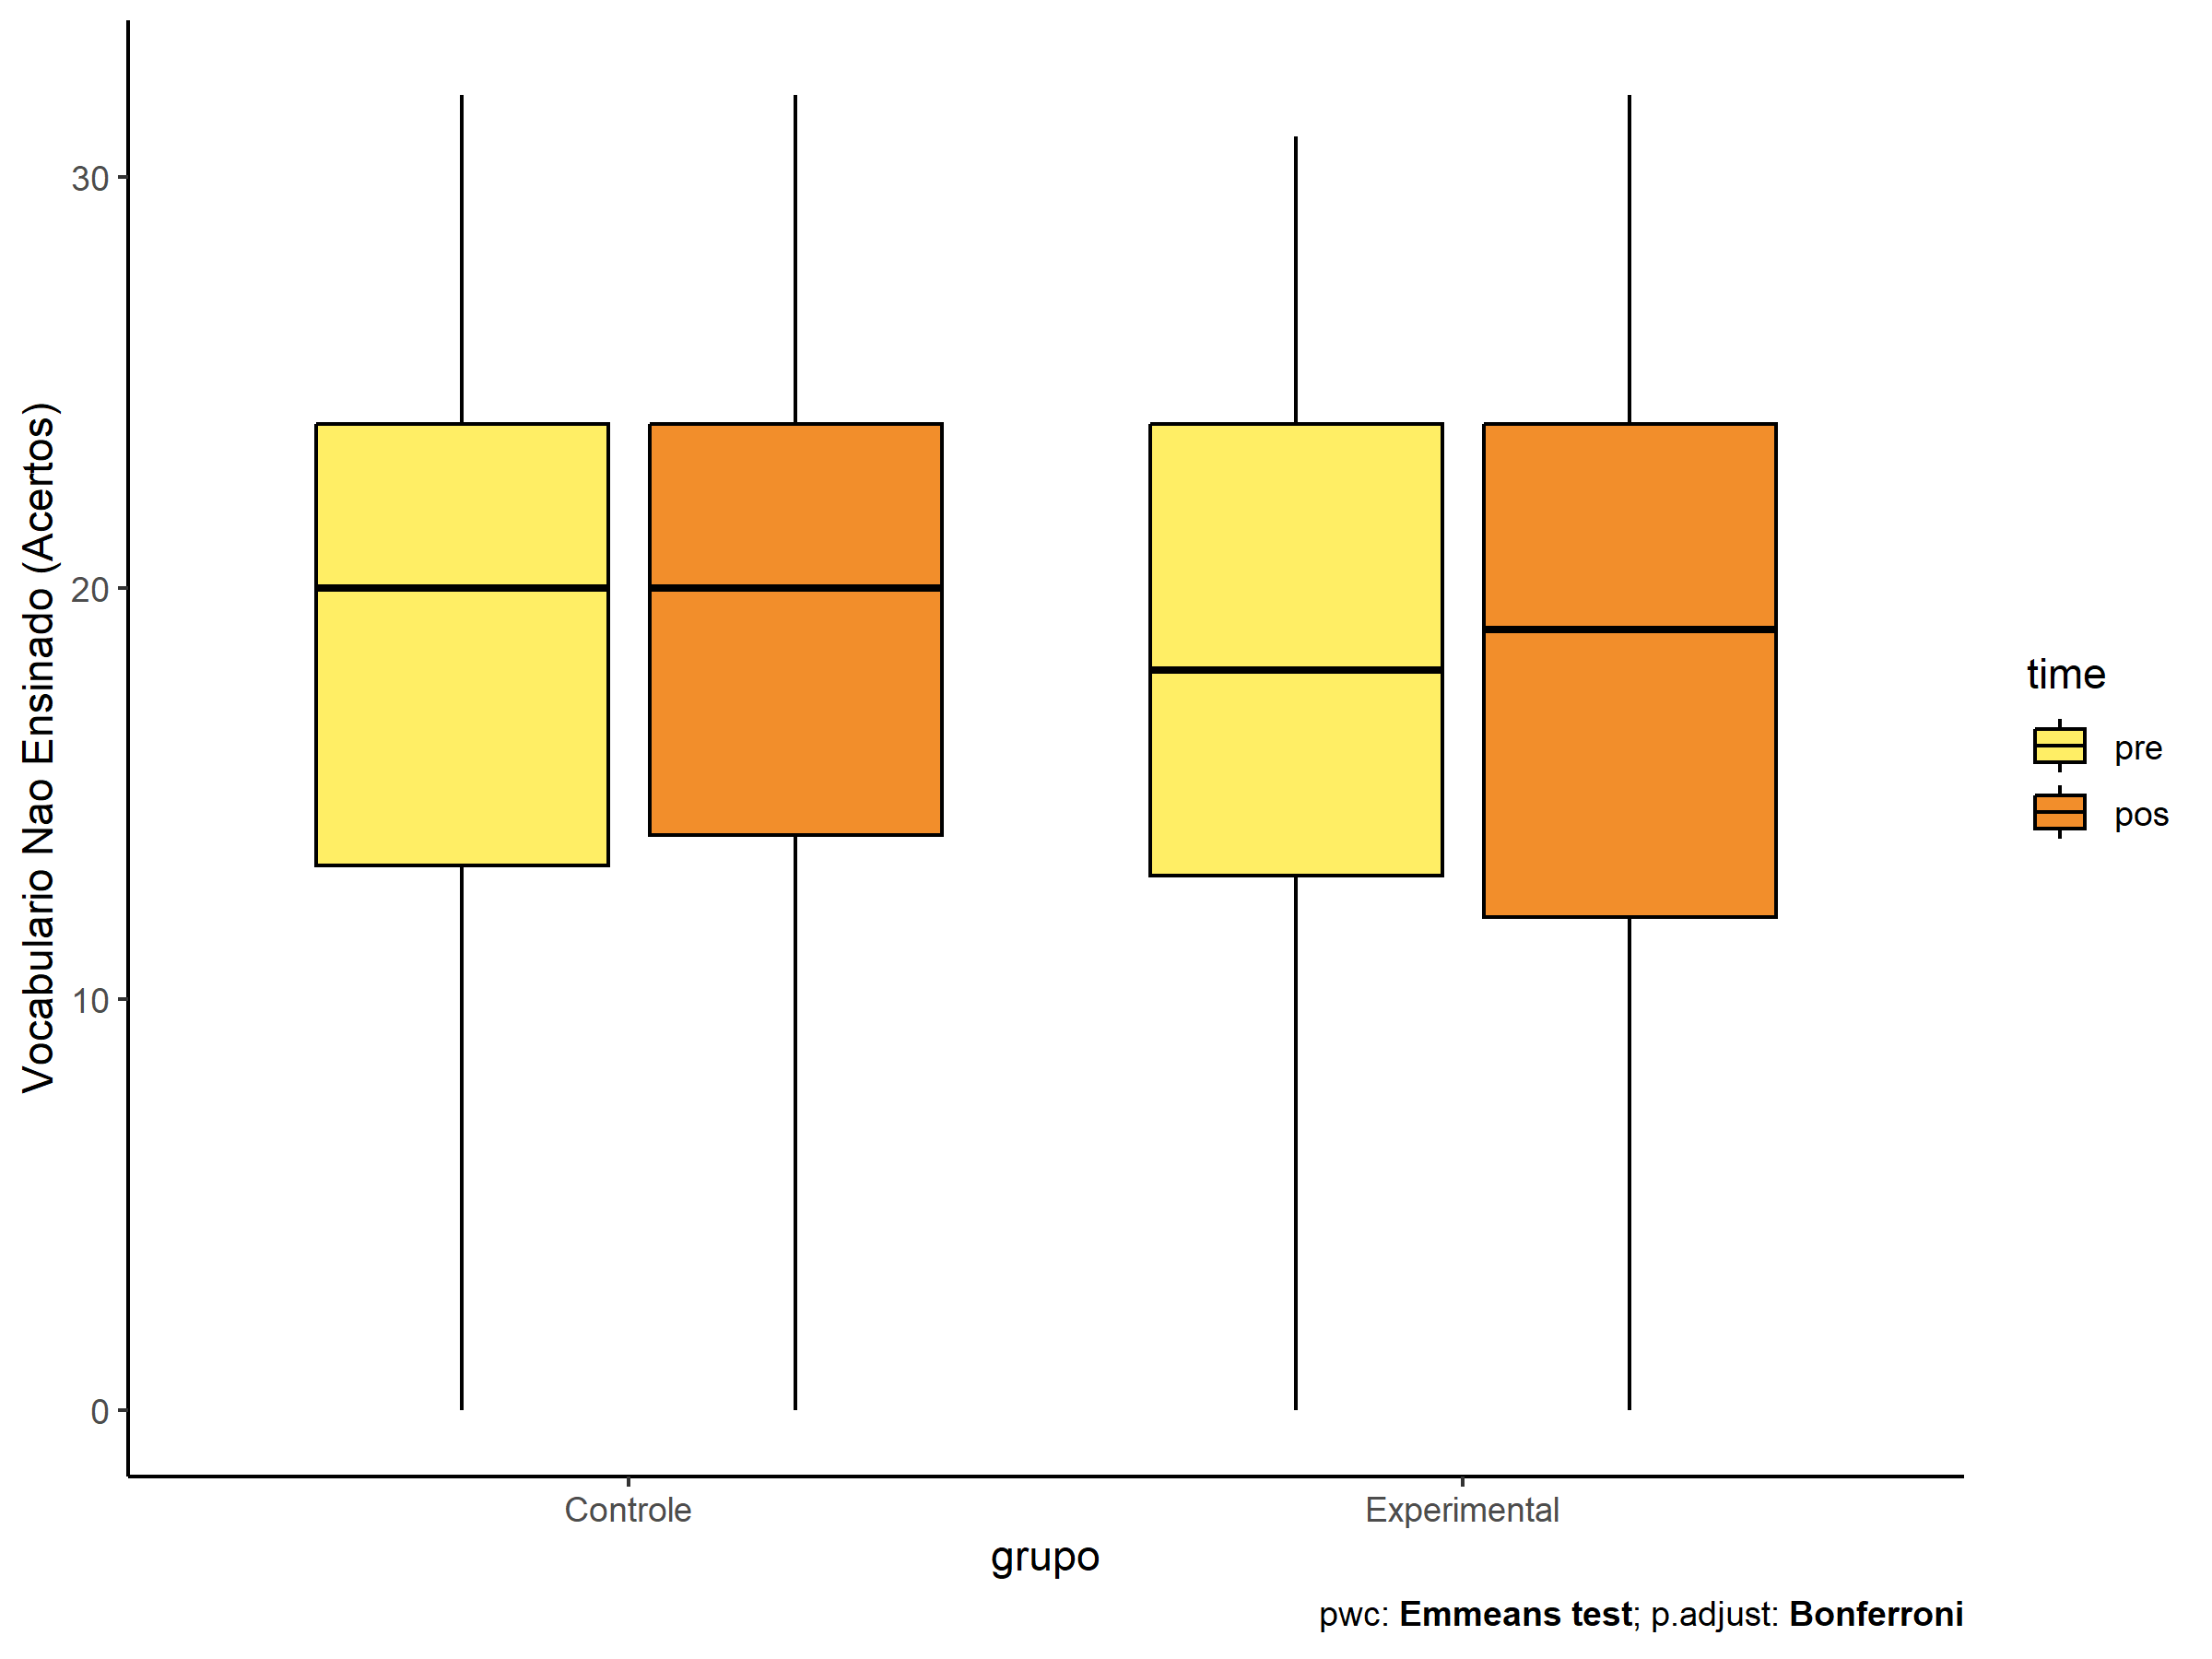 Vocabulario Nao Ensinado (Acertos)
30
20
10
0
Controle
Experimental
grupo
time
pre
pos
pwc: Emmeans test; p.adjust: Bonferroni